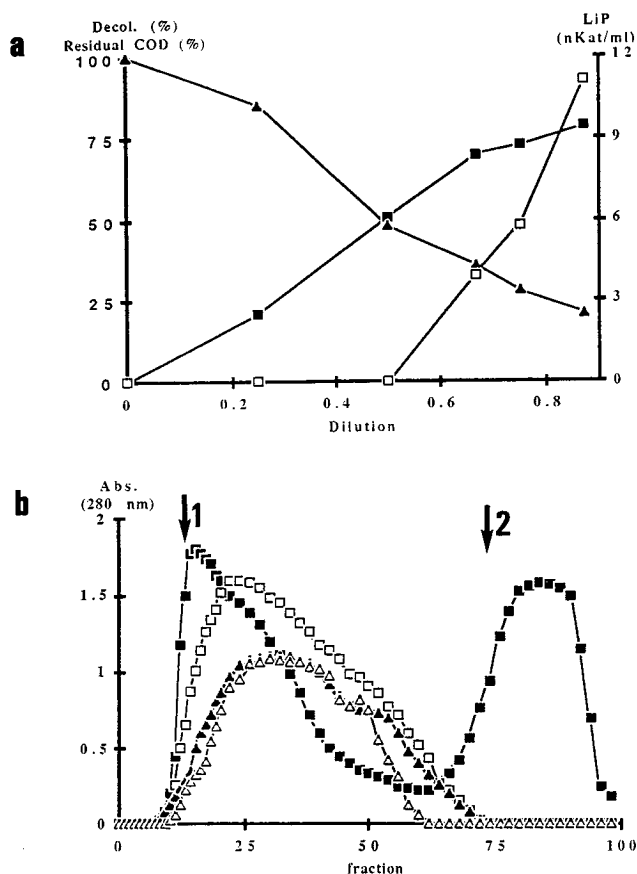 a
Decol. (%)
Residual COD (%)
LiP
(nKat/ml)
100
75
50
25
0
12
9
6
3
0
0
0.2
0.4
0.6
0.8
Dilution
b
Abs.
(280 nm)
1
2
2
1.5
1
0.5
0
0
25
50
75
100
fraction